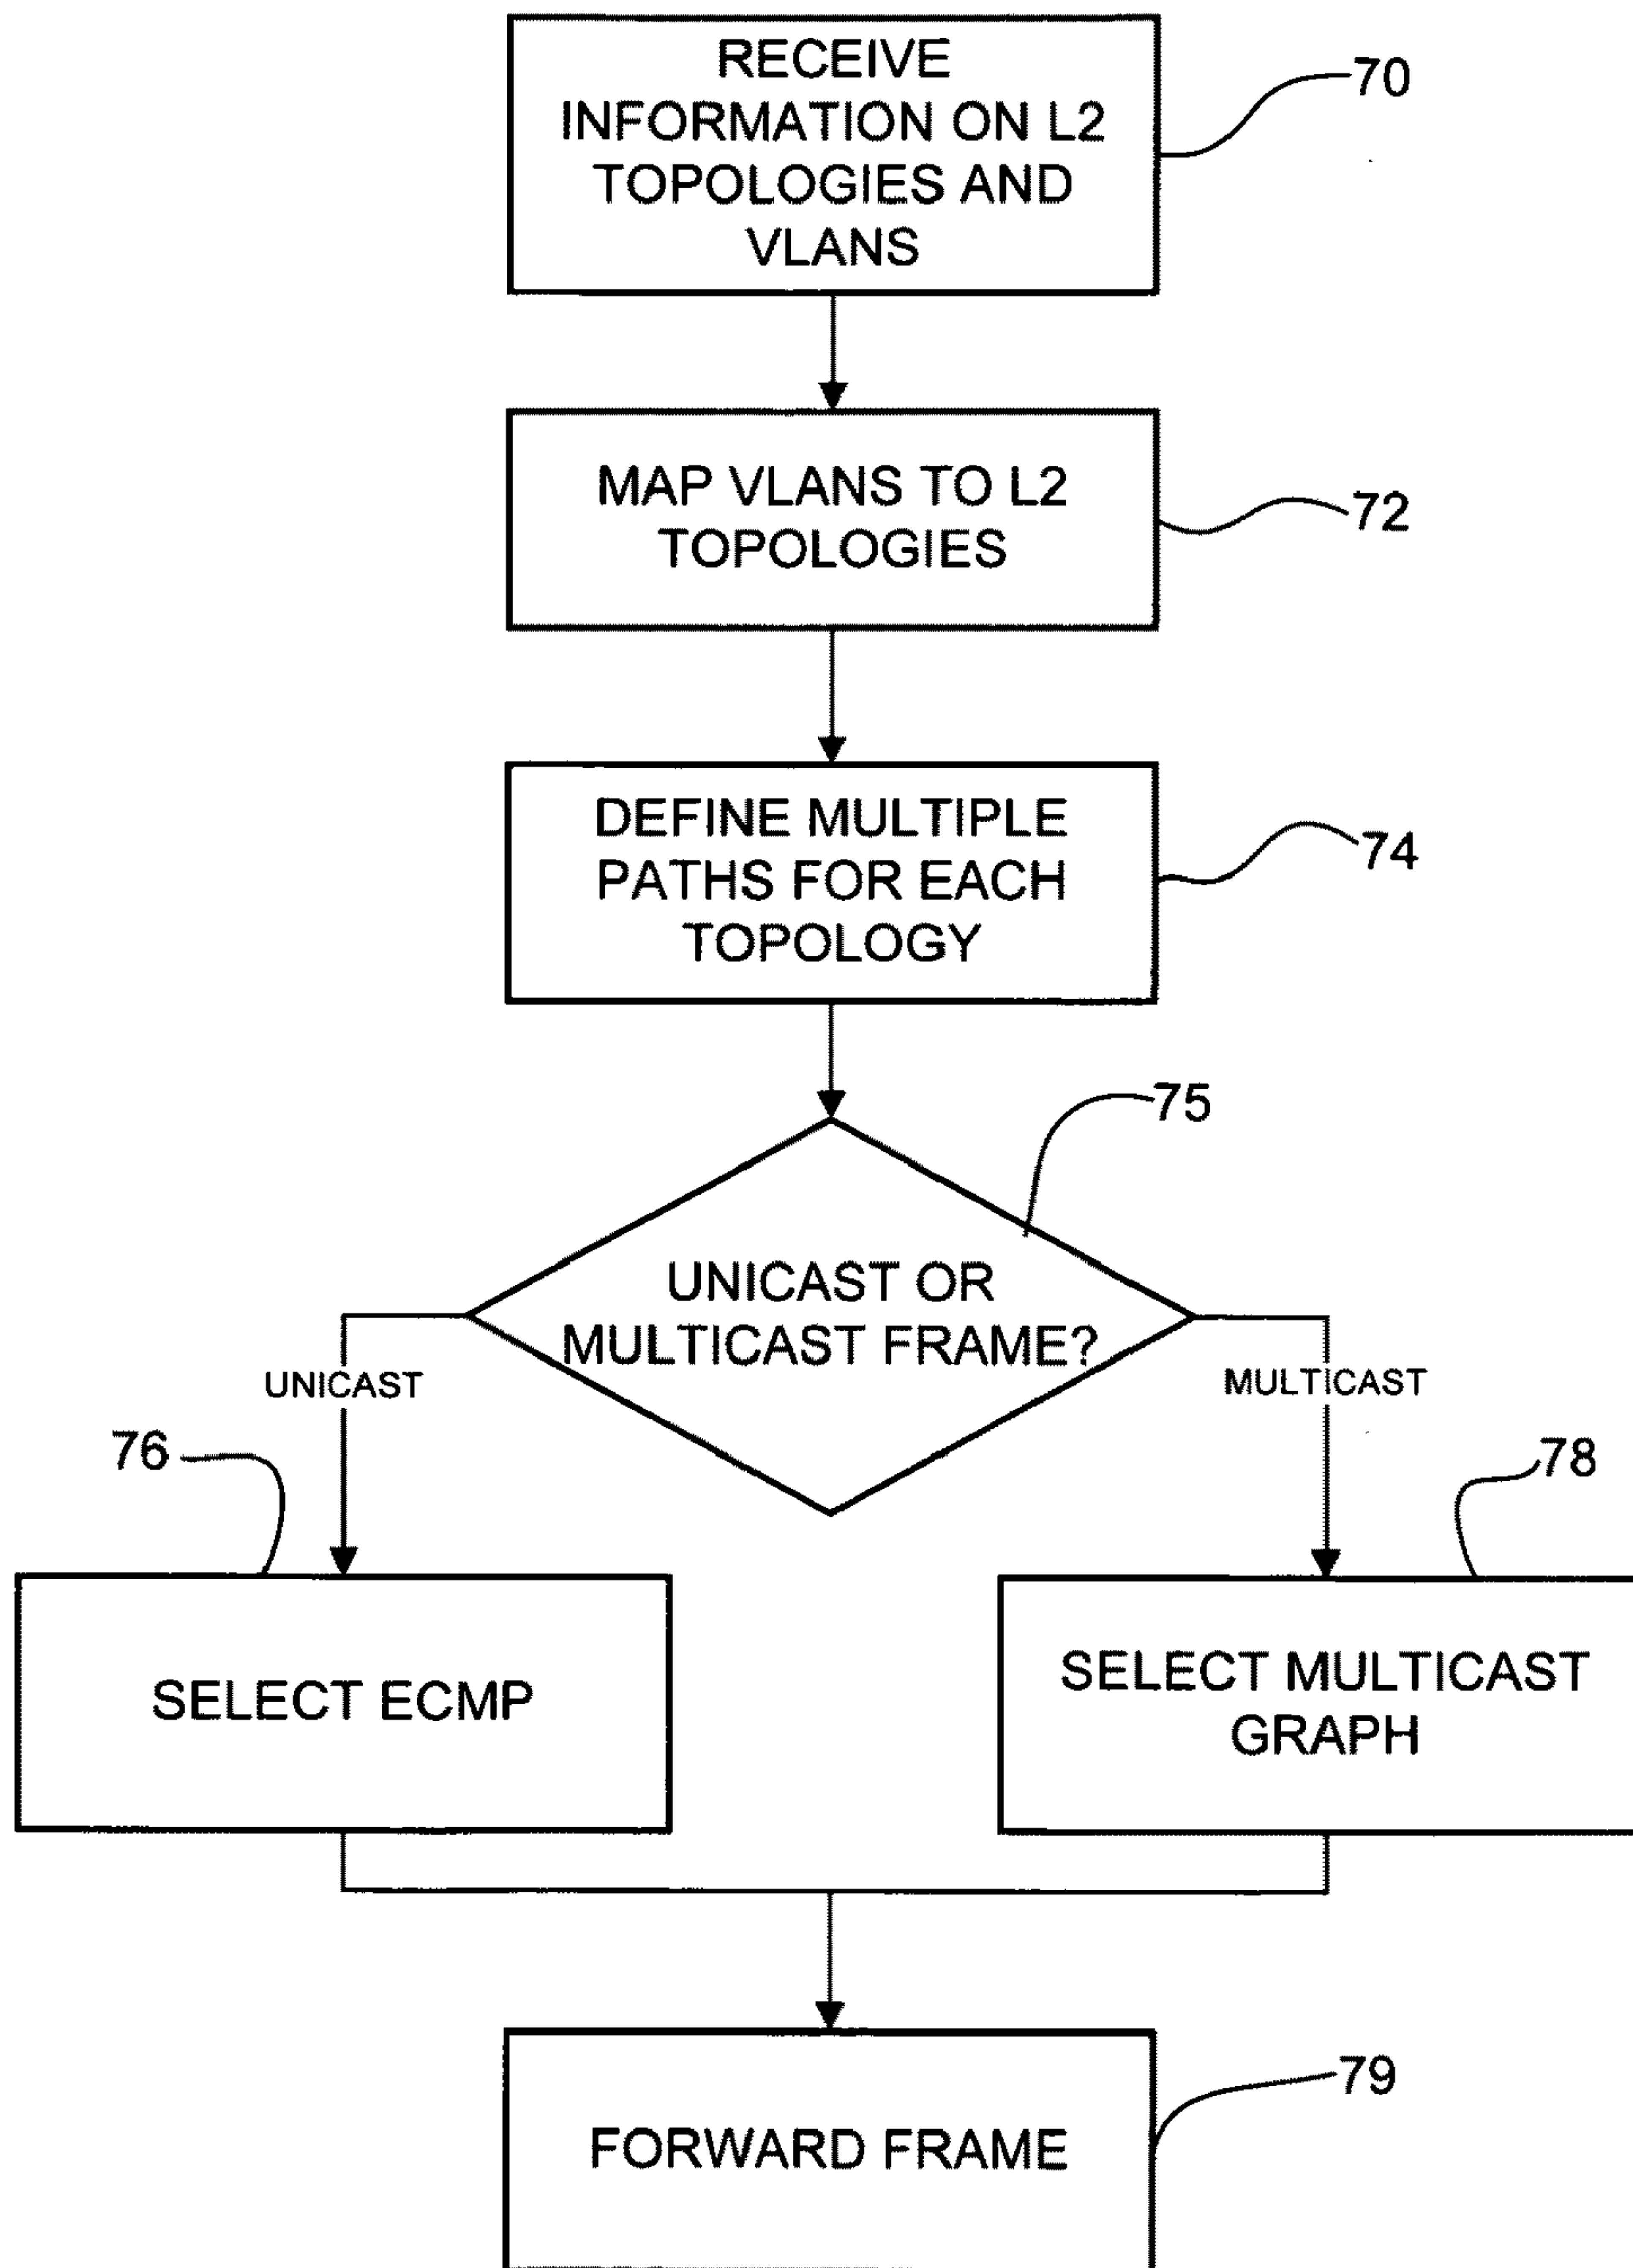 RECEIVE
INFORMATION ON L2
TOPOLOGIES AND
VLANS
70
MAP VLANS TO L2
TOPOLOGIES
72
DEFINE MULTIPLE
PATHS FOR EACH
TOPOLOGY
74
75
UNICAST OR
MULTICAST FRAME?
UNICAST
MULTICAST
76
78
SELECT ECMP
SELECT MULTICAST
GRAPH
79
FORWARD FRAME